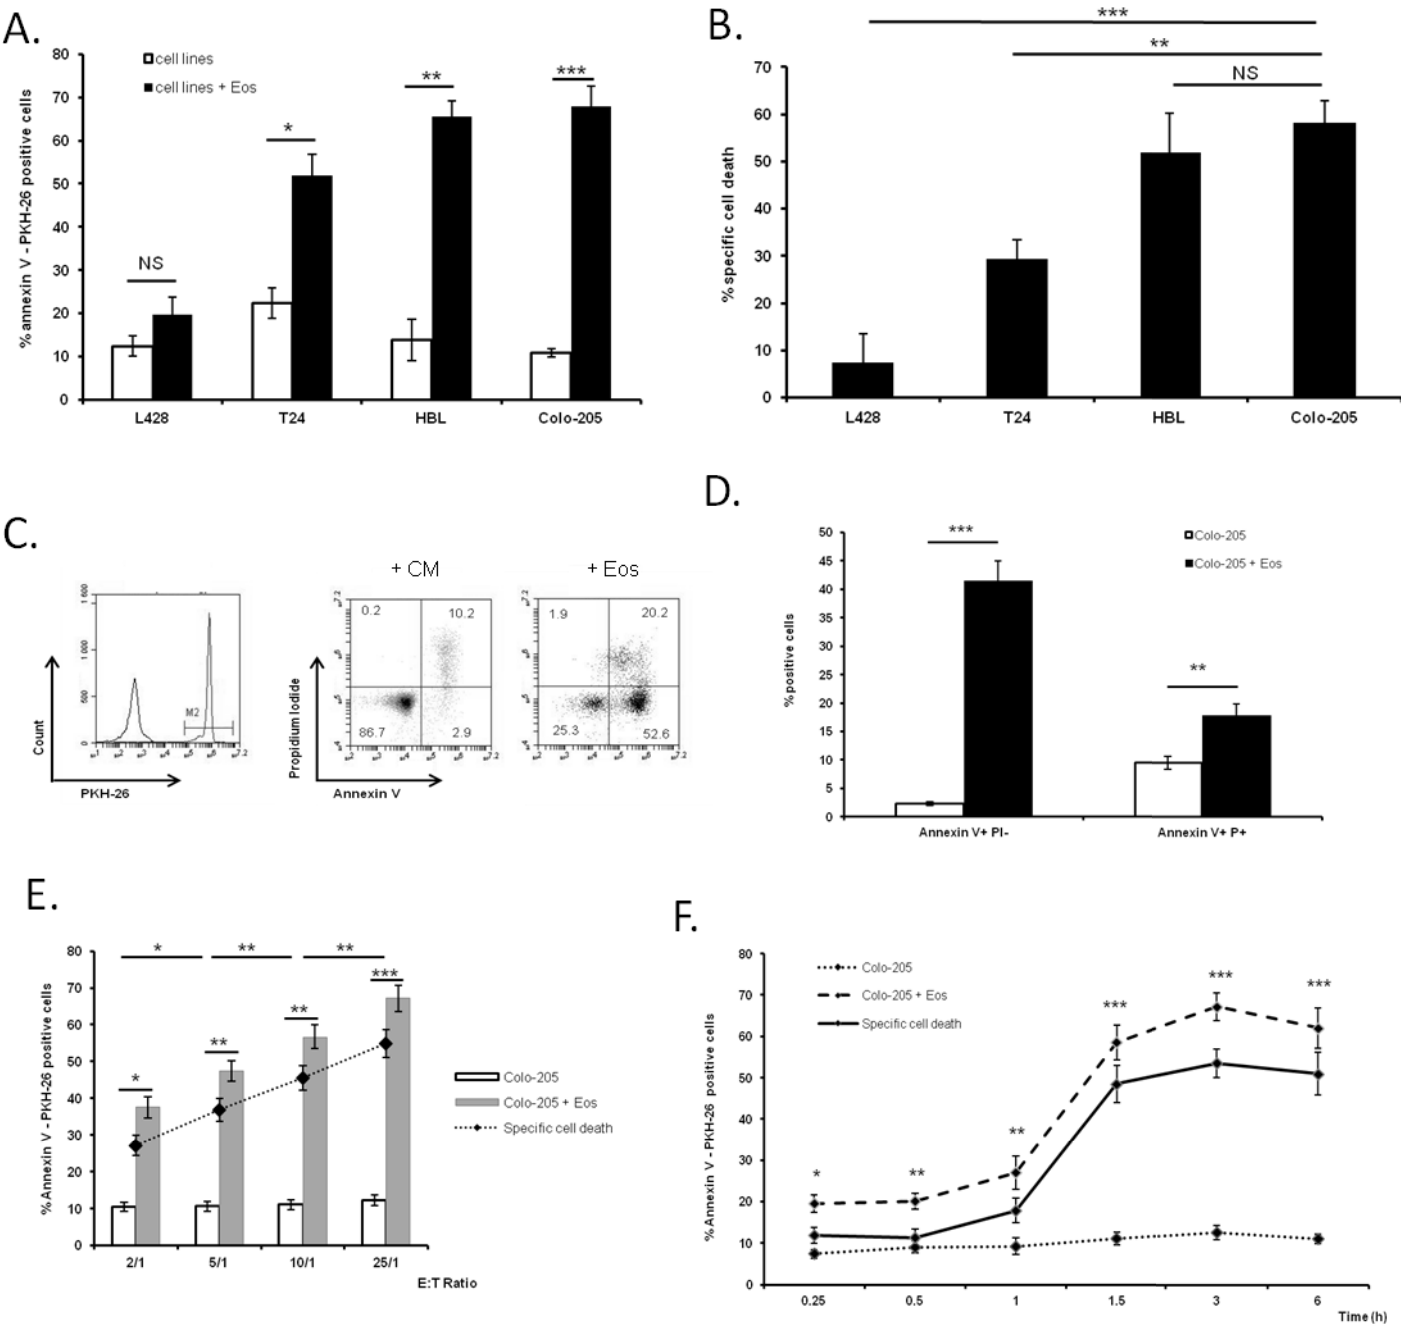 A.
80
70
60
50
40
30
20
10
0
% annexin V - PKH-26 positive cells
cell lines
cell lines + Eos
NS
*
**
***
L428 T24 HBL Colo-205
B.
***
**
NS
70
60
50
40
30
20
10
0
% specific cell death
L428 T24 HBL Colo-205
C.
+ CM + Eos
Count
PKH-26
M2
Propidium Iodide
Annexin V
0.2 10.2
86.7 2.9
1.9 20.2
25.3 52.6
D.
50
45
40
35
30
25
20
15
10
5
0
% positive cells
Colo-205
Colo-205 + Eos
***
**
Annexin V+ PI- Annexin V+ P+
E.
80
70
60
50
40
30
20
10
0
% Annexin V - PKH-26 positive cells
* ** **
*
**
**
***
Colo-205
Colo-205 + Eos
Specific cell death
2/1 5/1 10/1 25/1
E:T Ratio
F.
80
70
60
50
40
30
20
10
0
% Annexin V - PKH-26 positive cells
Colo-205
Colo-205 + Eos
Specific cell death
* ** ** *** *** ***
0.25 0.5 1 1.5 3 6
Time (h)